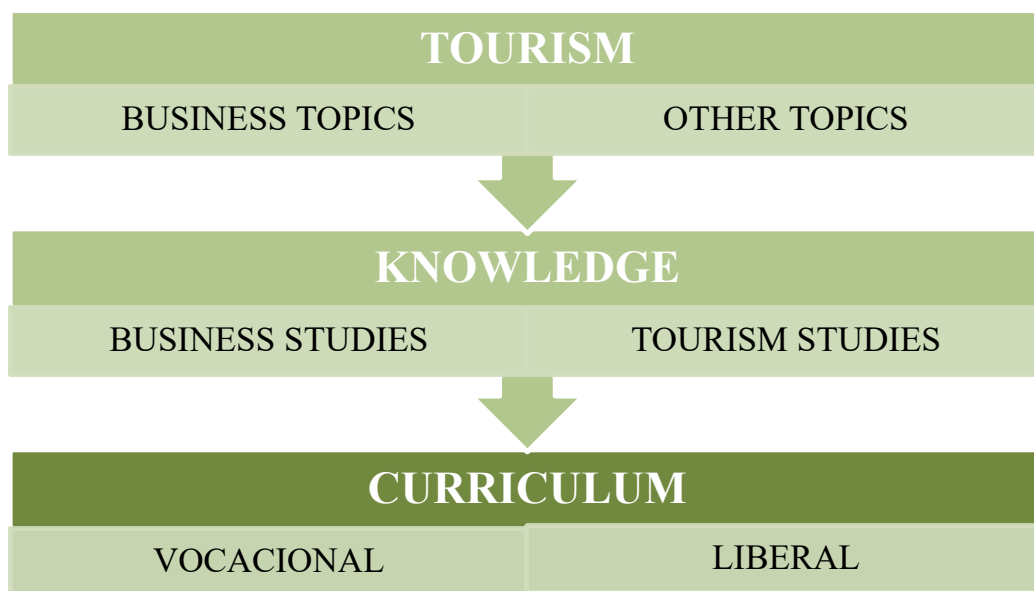 TOURISM
BUSINESS TOPICS OTHER TOPICS
KNOWLEDGE
BUSINESS STUDIES TOURISM STUDIES
CURRICULUM
VOCACIONAL LIBERAL